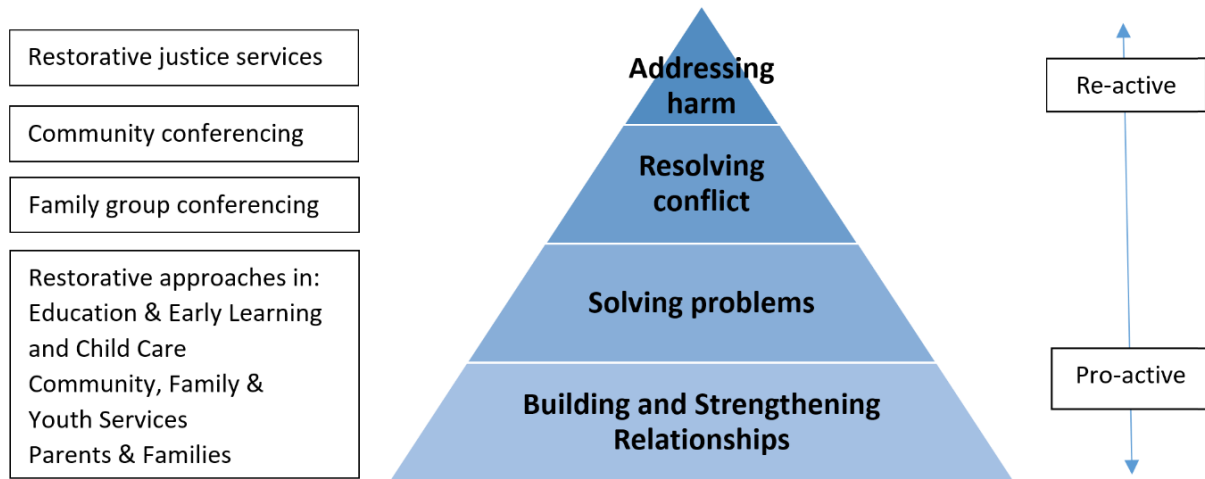 Restorative justice services
Community conferencing
Family group conferencing
Restorative approaches in:
Education & Early Learning
and Child Care
Community, Family &
Youth Services
Parents & Families
Addressing
harm
Resolving
conflict
Solving problems
Building and Strengthening
Relationships
Re-active
Pro-active